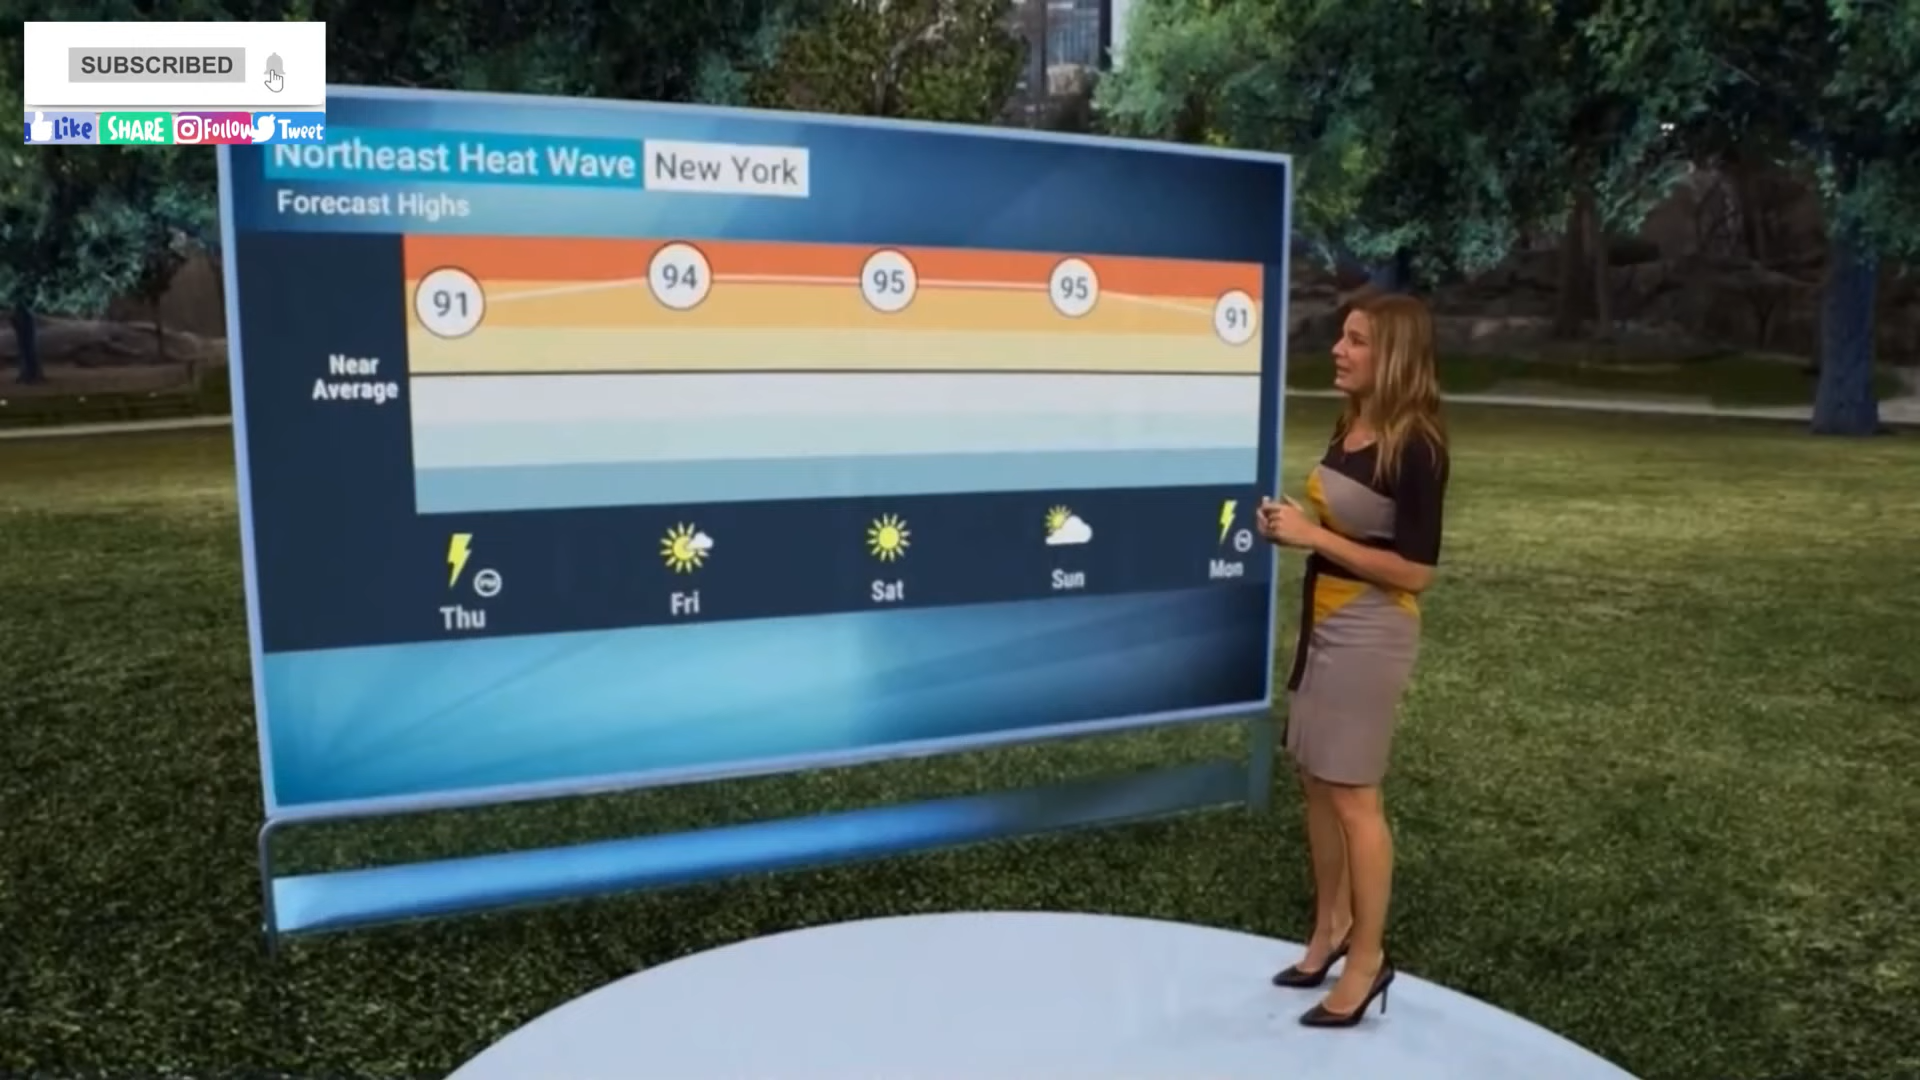 SUBSCRIBED
Like SHARE Follow Tweet
Northeast Heat Wave New York
Forecast Highs
91 94 95 95 91
Near
Average
Thu Fri Sat Sun Mon